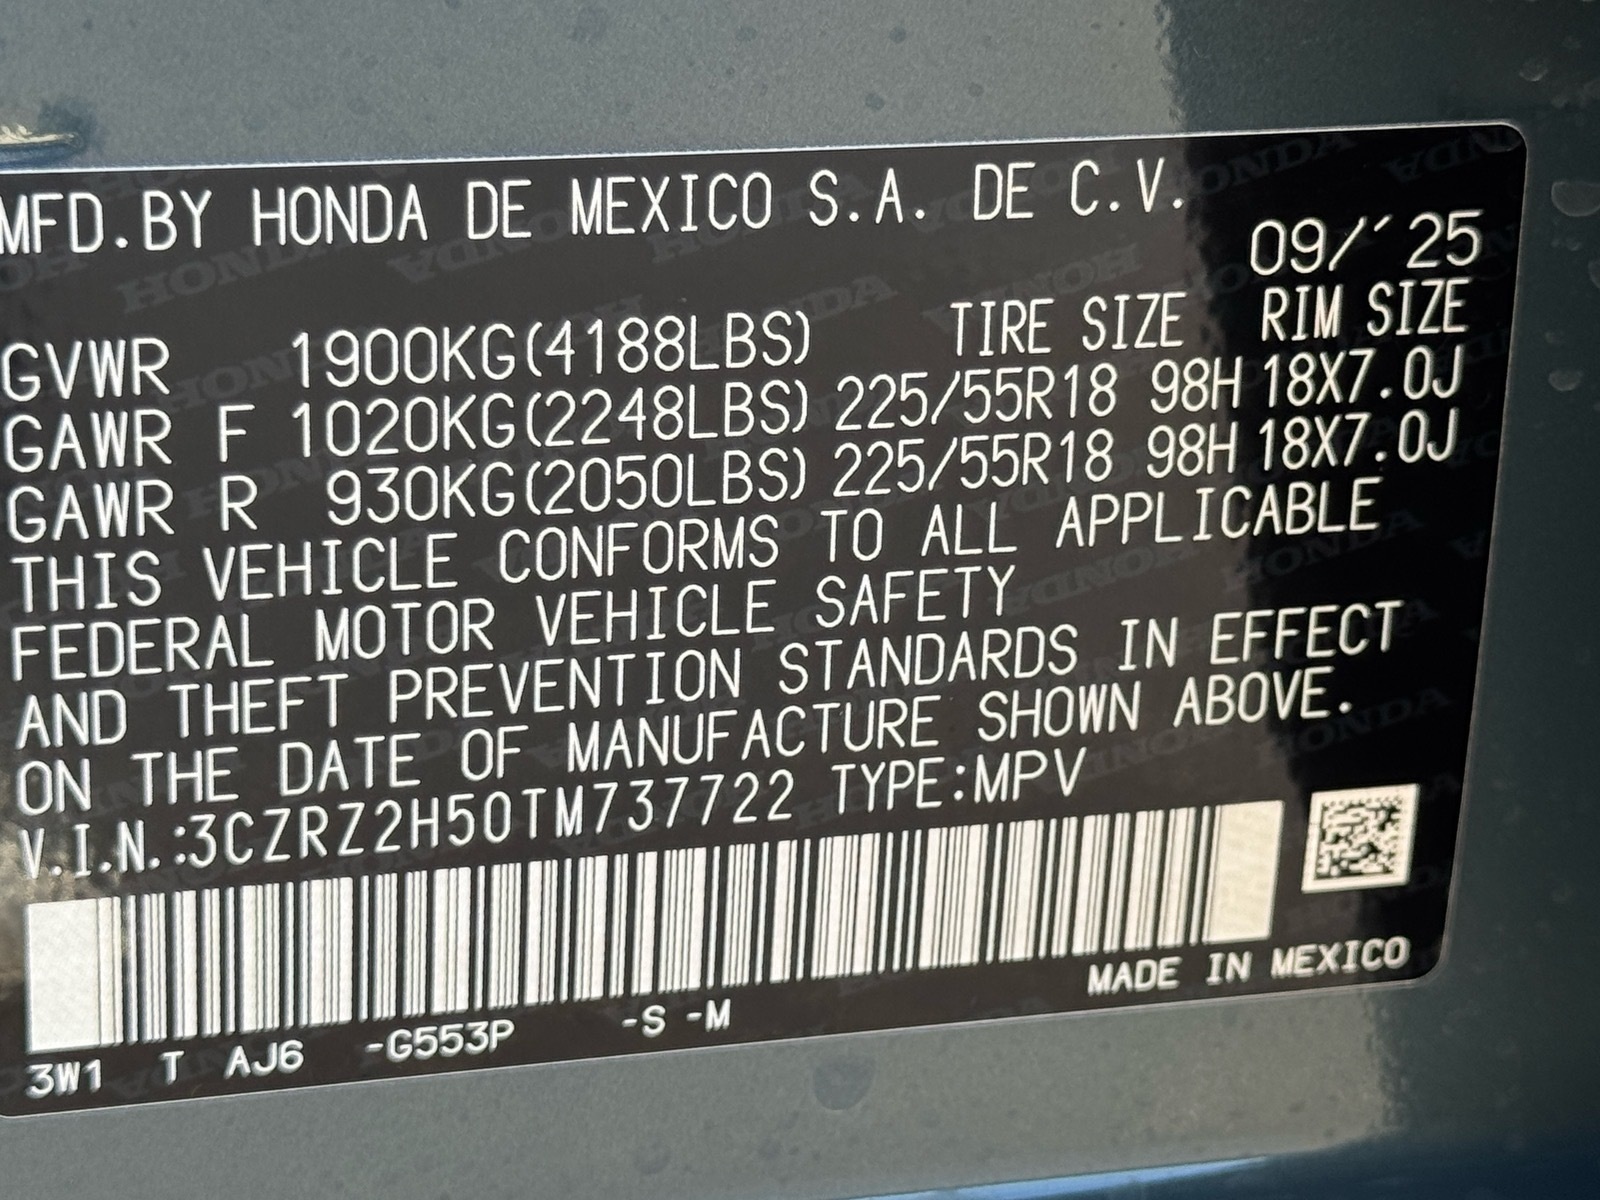 MFD.BY HONDA DE MEXICO S.A. DE C.V.
09/´25
GVWR 1900KG(4188LBS) TIRE SIZE RIM SIZE
GAWR F 1020KG(2248LBS) 225/55R18 98H 18X7.0J
GAWR R 930KG(2050LBS) 225/55R18 98H 18X7.0J
THIS VEHICLE CONFORMS TO ALL APPLICABLE
FEDERAL MOTOR VEHICLE SAFETY
AND THEFT PREVENTION STANDARDS IN EFFECT
ON THE DATE OF MANUFACTURE SHOWN ABOVE.
V.I.N.:3CZRZ2H50TM737722 TYPE:MPV
MADE IN MEXICO
3W1 T AJ6 -G553P -S -M